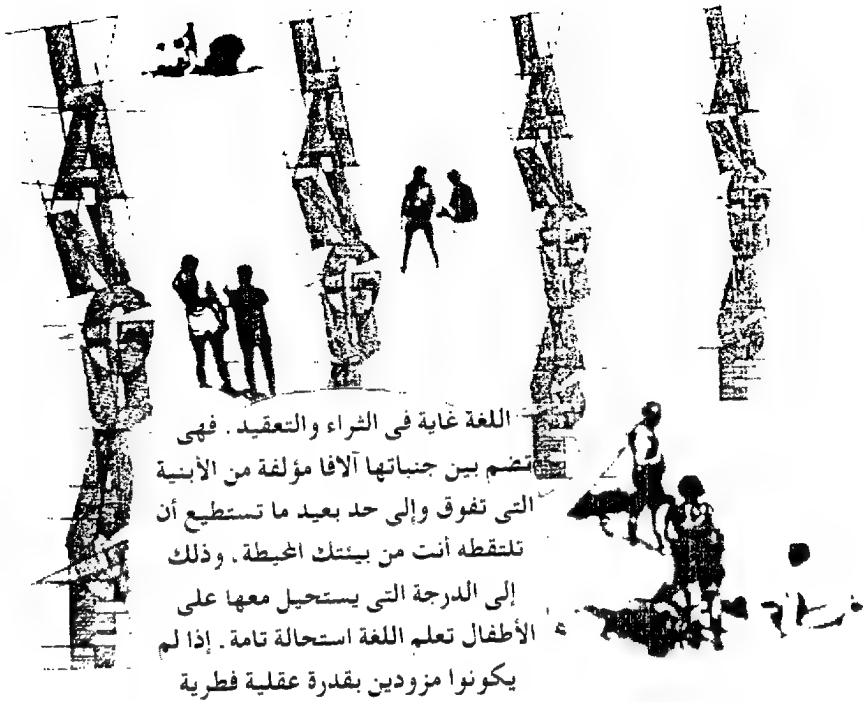 اللغة غاية فى الثراء والتعقيد. فهى
تضم بين جنباتها آلافا مؤلفة من الأبنية
التى تفوق وإلى حد بعيد ما تستطيع أن
تلتقطه أنت من بيئتك المحيطة. وذلك
إلى الدرجة التى يستحيل معها على
الأطفال تعلم اللغة استحالة تامة. إذا لم
يكونوا مزودين بقدرة عقلية فطرية